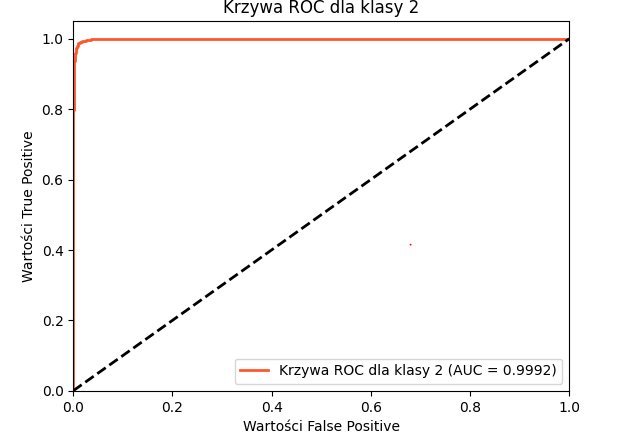 Krzywa ROC dla klasy 2
1.0
0.8
0.6
0.4
0.2
0.0
Wartości True Positive
Krzywa ROC dla klasy 2 (AUC = 0.9992)
0.0 0.2 0.4 0.6 0.8 1.0
Wartości False Positive